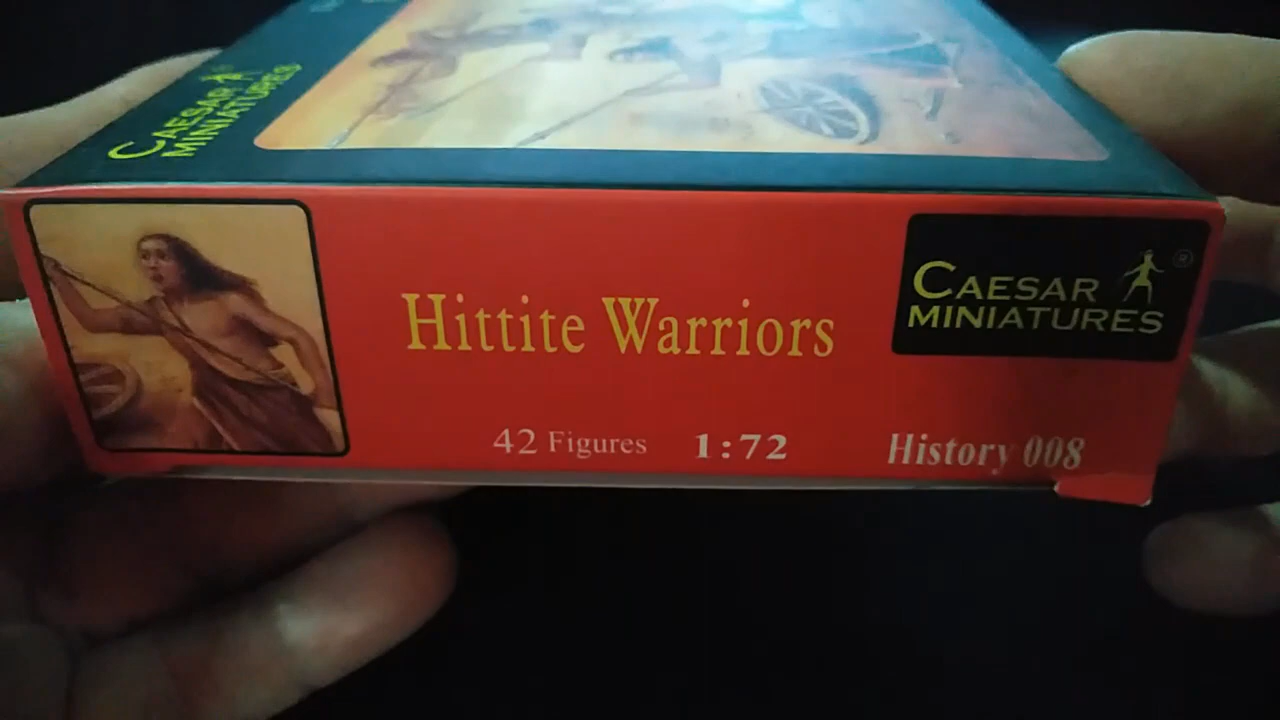 CAESAR
MINIATURES
Hittite Warriors
CAESAR ®
MINIATURES
42 Figures 1:72 History 008